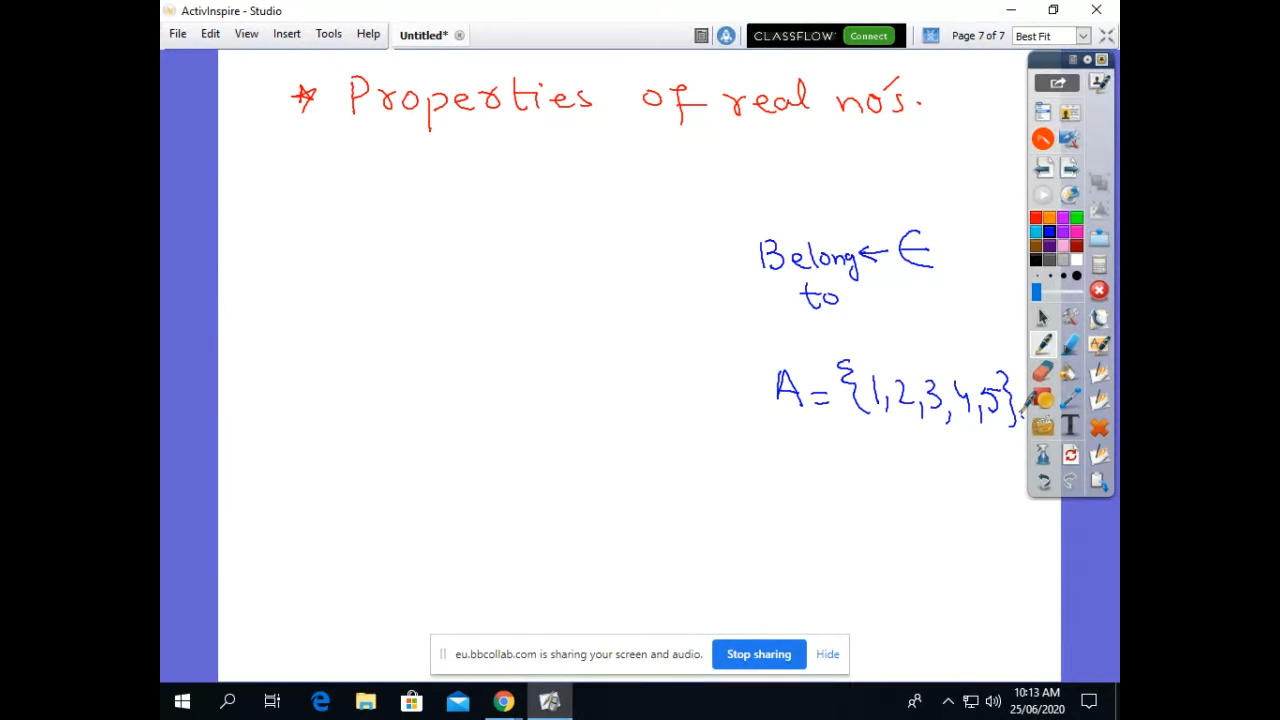 ActivInspire - Studio
File Edit View Insert Tools Help Untitled* CLASSFLOW Connect Page 7 of 7 Best Fit
* Properties of real no's.
Belong ← ∈
to
A = {1,2,3,4,5}.
T
eu.bbcollab.com is sharing your screen and audio. Stop sharing Hide
10:13 AM
25/06/2020